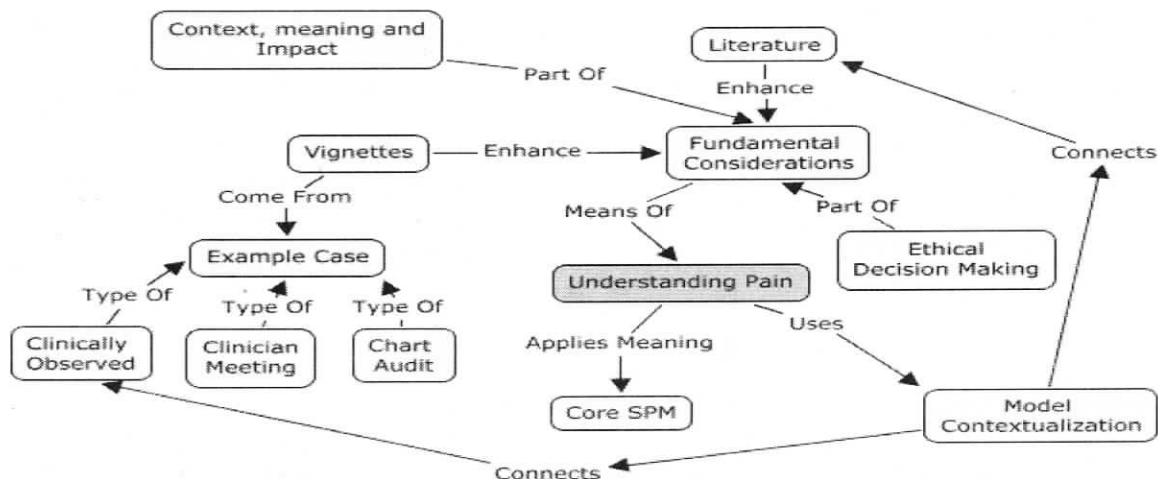 Context, meaning and
Impact
Literature
Part Of
Enhance
Vignettes
Enhance
Fundamental
Considerations
Connects
Come From
Means Of
Part Of
Example Case
Ethical
Decision Making
Understanding Pain
Type Of
Type Of
Type Of
Uses
Clinically
Observed
Clinician
Meeting
Chart
Audit
Applies Meaning
Core SPM
Model
Contextualization
Connects